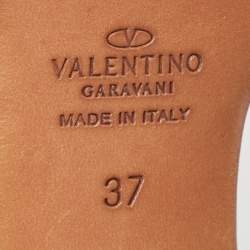 VALENTINO
GARAVANI
MADE IN ITALY
37